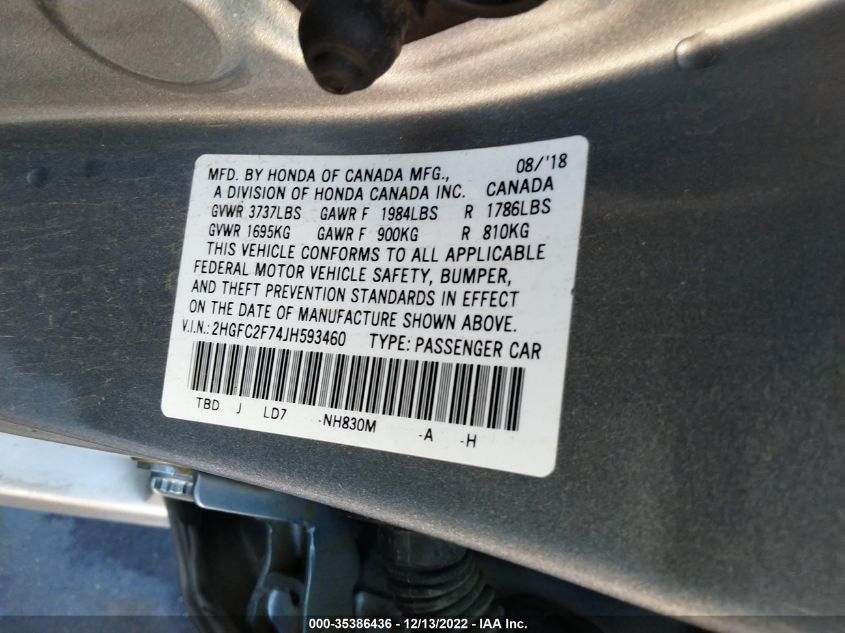 MFD. BY HONDA OF CANADA MFG., 08/'18
A DIVISION OF HONDA CANADA INC. CANADA
GVWR 3737LBS GAWR F 1984LBS R 1786LBS
GVWR 1695KG GAWR F 900KG R 810KG
THIS VEHICLE CONFORMS TO ALL APPLICABLE
FEDERAL MOTOR VEHICLE SAFETY, BUMPER,
AND THEFT PREVENTION STANDARDS IN EFFECT
ON THE DATE OF MANUFACTURE SHOWN ABOVE.
V.I.N.: 2HGFC2F74JH593460 TYPE: PASSENGER CAR
TBD J LD7 -NH830M -A -H
000-35386436 - 12/13/2022 - IAA Inc.